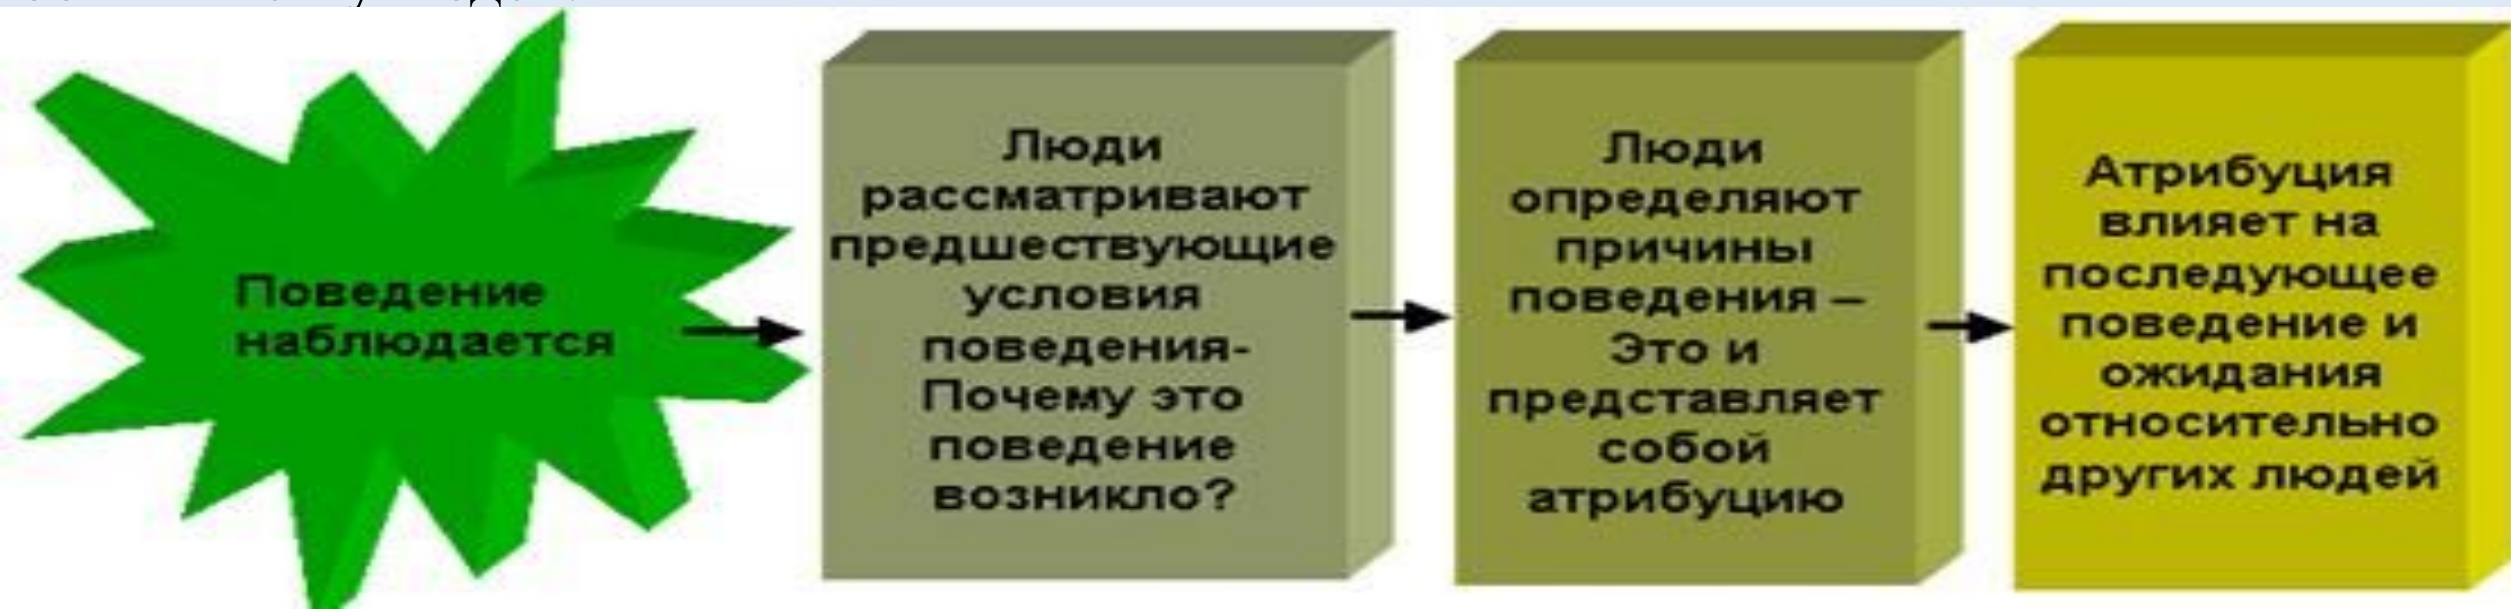 Поведение
наблюдается
Люди
рассматривают
предшествующие
условия
поведения-
Почему это
поведение
возникло?
Люди
определяют
причины
поведения –
Это и
представляет
собой
атрибуцию
Атрибуция
влияет на
последующее
поведение и
ожидания
относительно
других людей